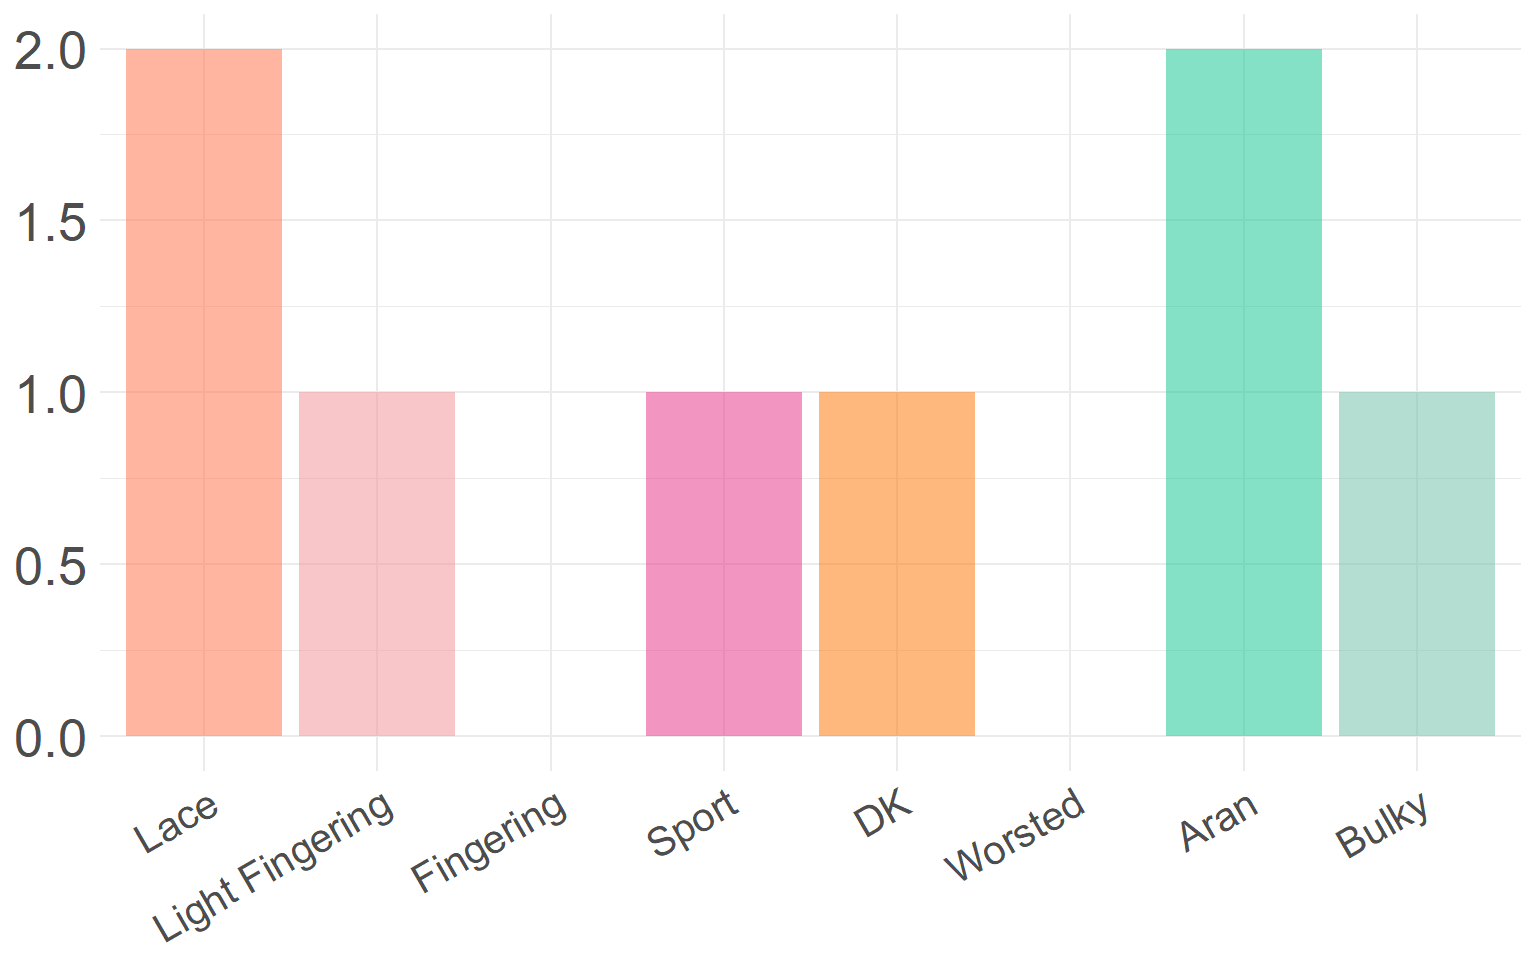 2.0
1.5
1.0
0.5
0.0
Lace
Light Fingering
Fingering
Sport
DK
Worsted
Aran
Bulky